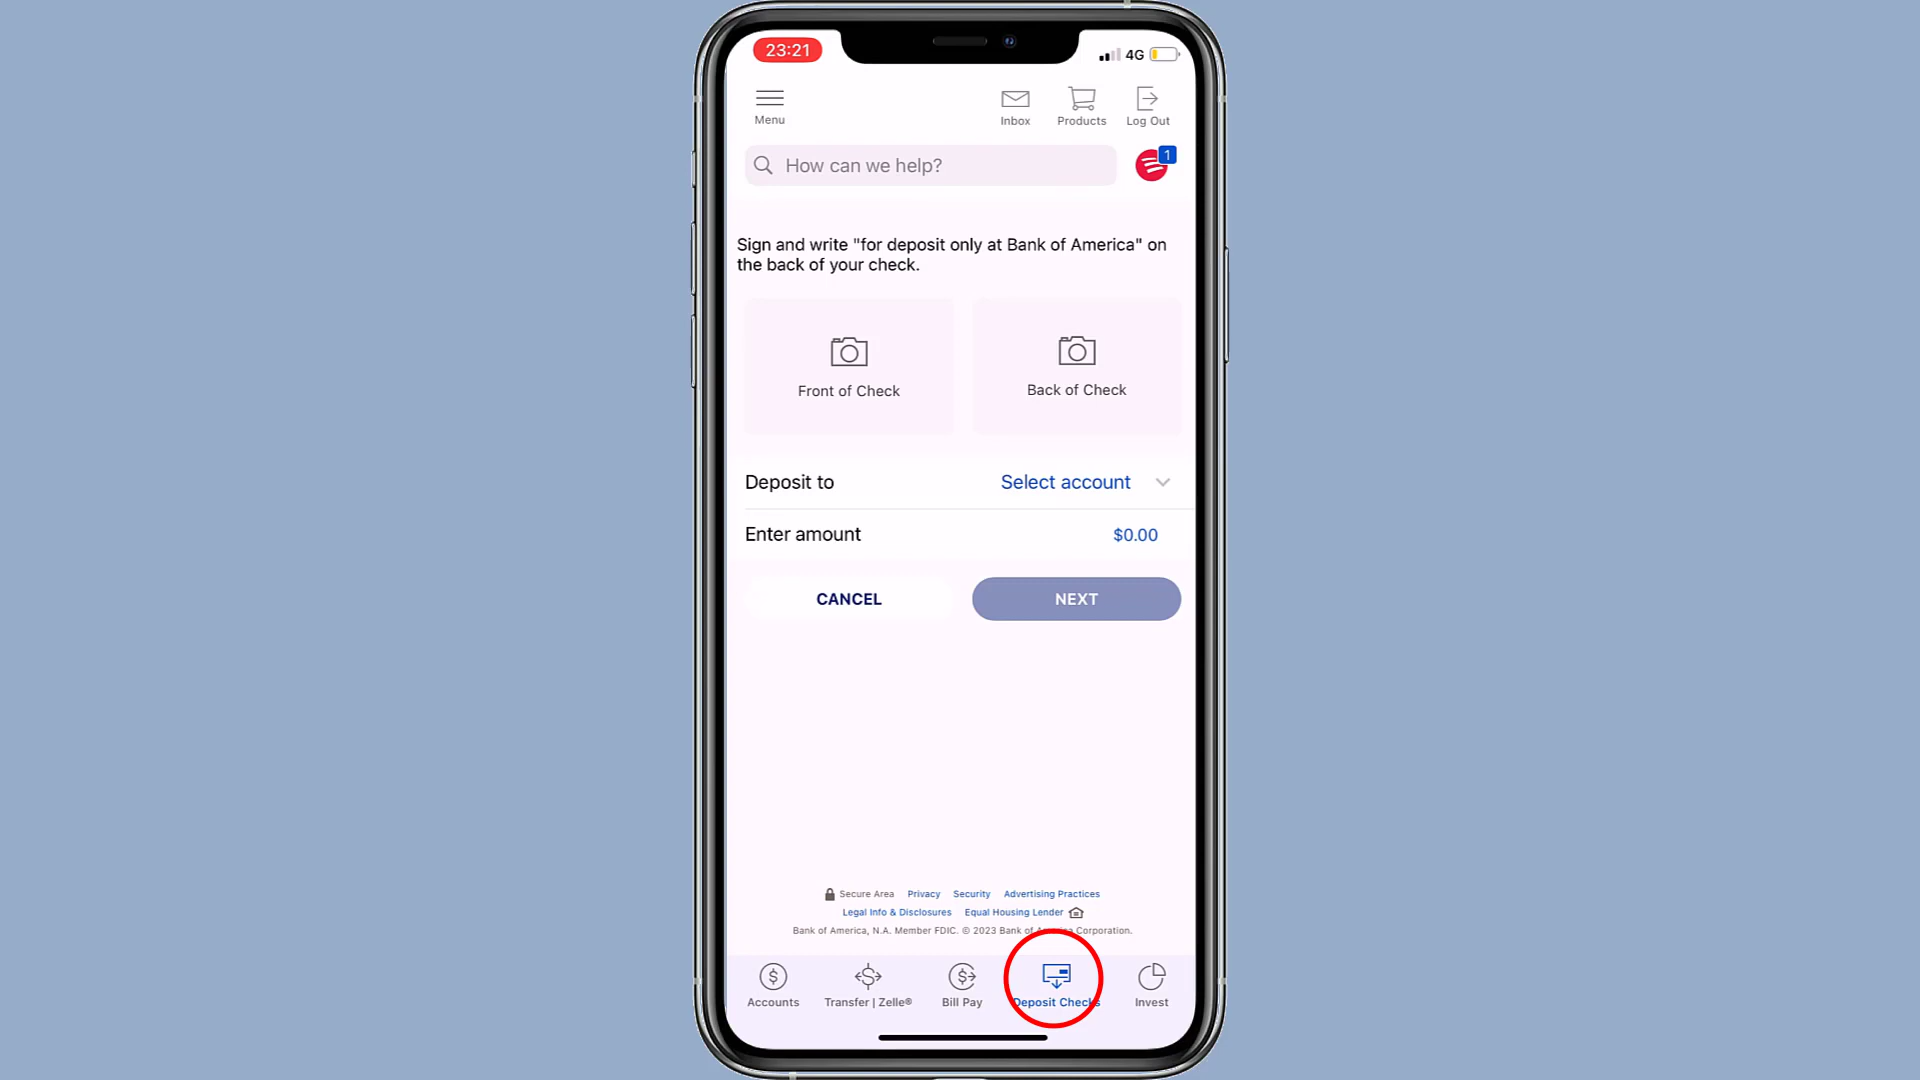 23:21
4G
Menu
Inbox
Products
Log Out
How can we help?
1
Sign and write "for deposit only at Bank of America" on
the back of your check.
Front of Check
Back of Check
Deposit to
Select account
Enter amount
$0.00
CANCEL
NEXT
Secure Area Privacy Security Advertising Practices
Legal Info & Disclosures Equal Housing Lender
Bank of America, N.A. Member FDIC. © 2023 Bank of America Corporation.
Accounts
Transfer | Zelle®
Bill Pay
Deposit Checks
Invest